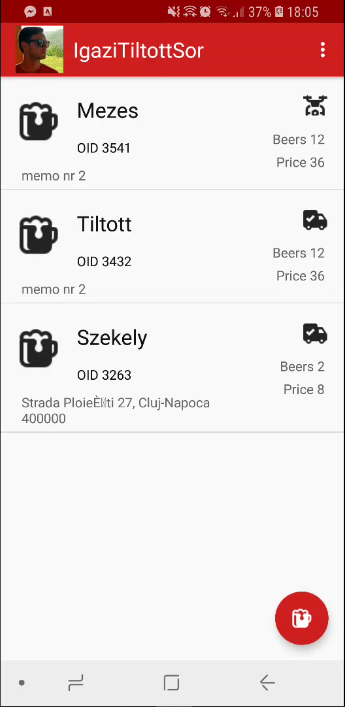 37% 18:05
IgaziTiltottSor
Mezes
OID 3541
Beers 12
Price 36
memo nr 2
Tiltott
OID 3432
Beers 12
Price 36
memo nr 2
Szekely
OID 3263
Beers 2
Price 8
Strada 27, Cluj-Napoca
400000